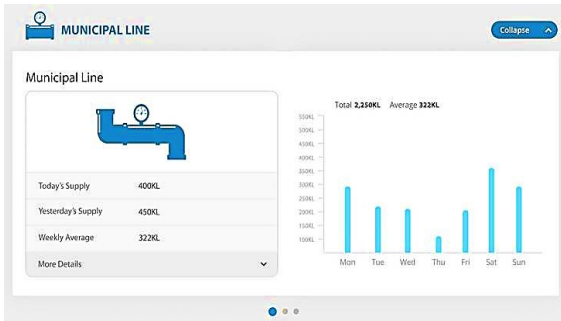 MUNICIPAL LINE
Collapse
Municipal Line
Today's Supply 400KL
Yesterday's Supply 450KL
Weekly Average 322KL
More Details
Total 2,250KL Average 322KL
550KL
500KL
450KL
400KL
350KL
300KL
250KL
200KL
150KL
100KL
Mon Tue Wed Thu Fri Sat Sun